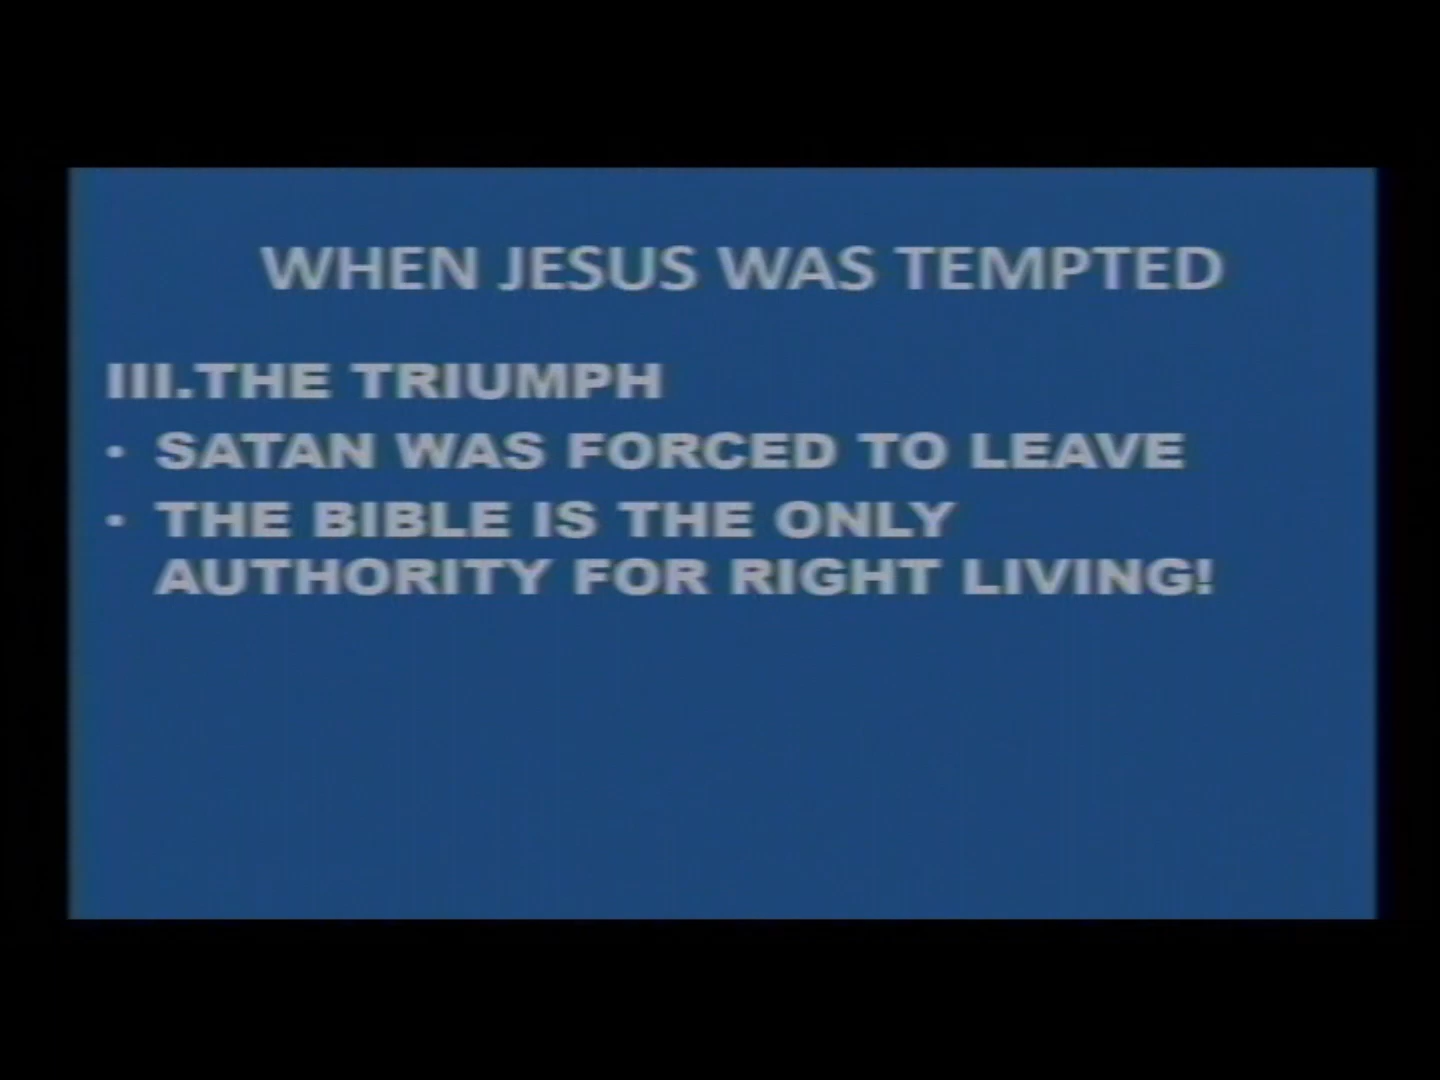 WHEN JESUS WAS TEMPTED
III.THE TRIUMPH
• SATAN WAS FORCED TO LEAVE
• THE BIBLE IS THE ONLY
AUTHORITY FOR RIGHT LIVING!